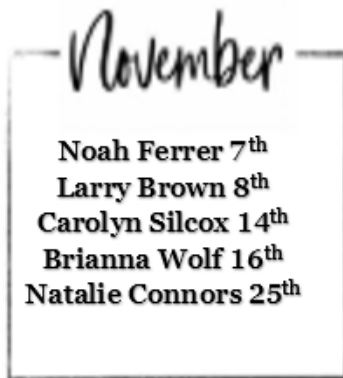 November
Noah Ferrer 7th
Larry Brown 8th
Carolyn Silcox 14th
Brianna Wolf 16th
Natalie Connors 25th